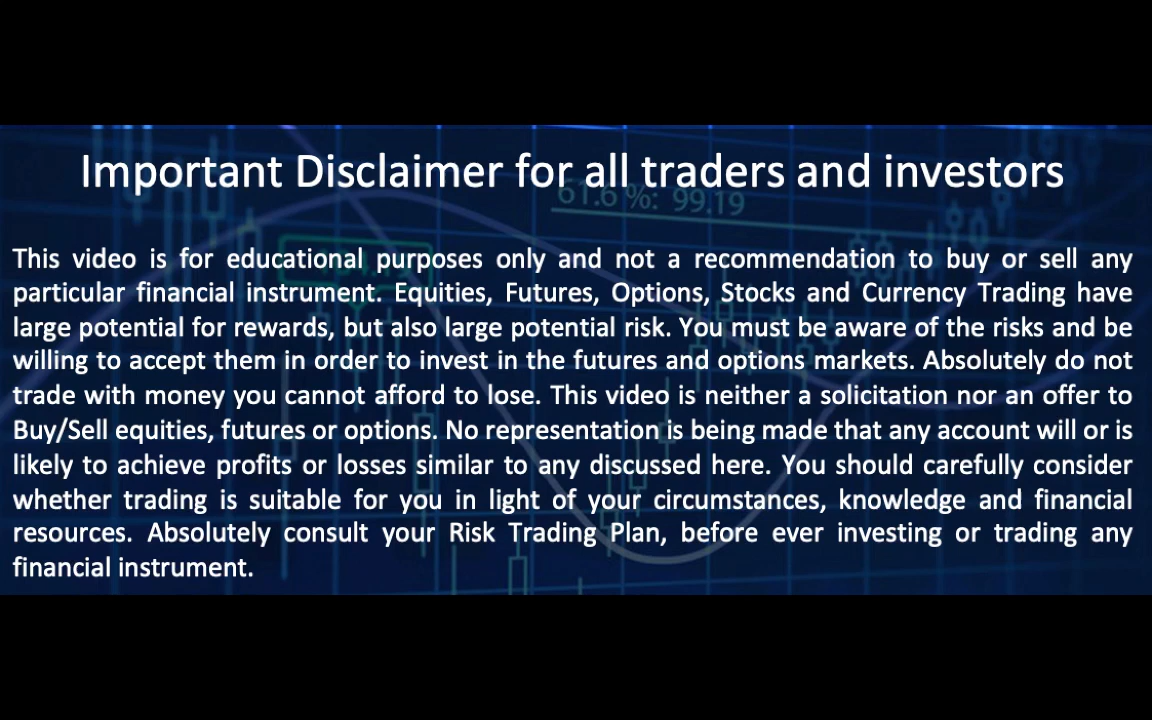 Important Disclaimer for all traders and investors
61.6 %: 99.19
This video is for educational purposes only and not a recommendation to buy or sell any
particular financial instrument. Equities, Futures, Options, Stocks and Currency Trading have
large potential for rewards, but also large potential risk. You must be aware of the risks and be
willing to accept them in order to invest in the futures and options markets. Absolutely do not
trade with money you cannot afford to lose. This video is neither a solicitation nor an offer to
Buy/Sell equities, futures or options. No representation is being made that any account will or is
likely to achieve profits or losses similar to any discussed here. You should carefully consider
whether trading is suitable for you in light of your circumstances, knowledge and financial
resources. Absolutely consult your Risk Trading Plan, before ever investing or trading any
financial instrument.